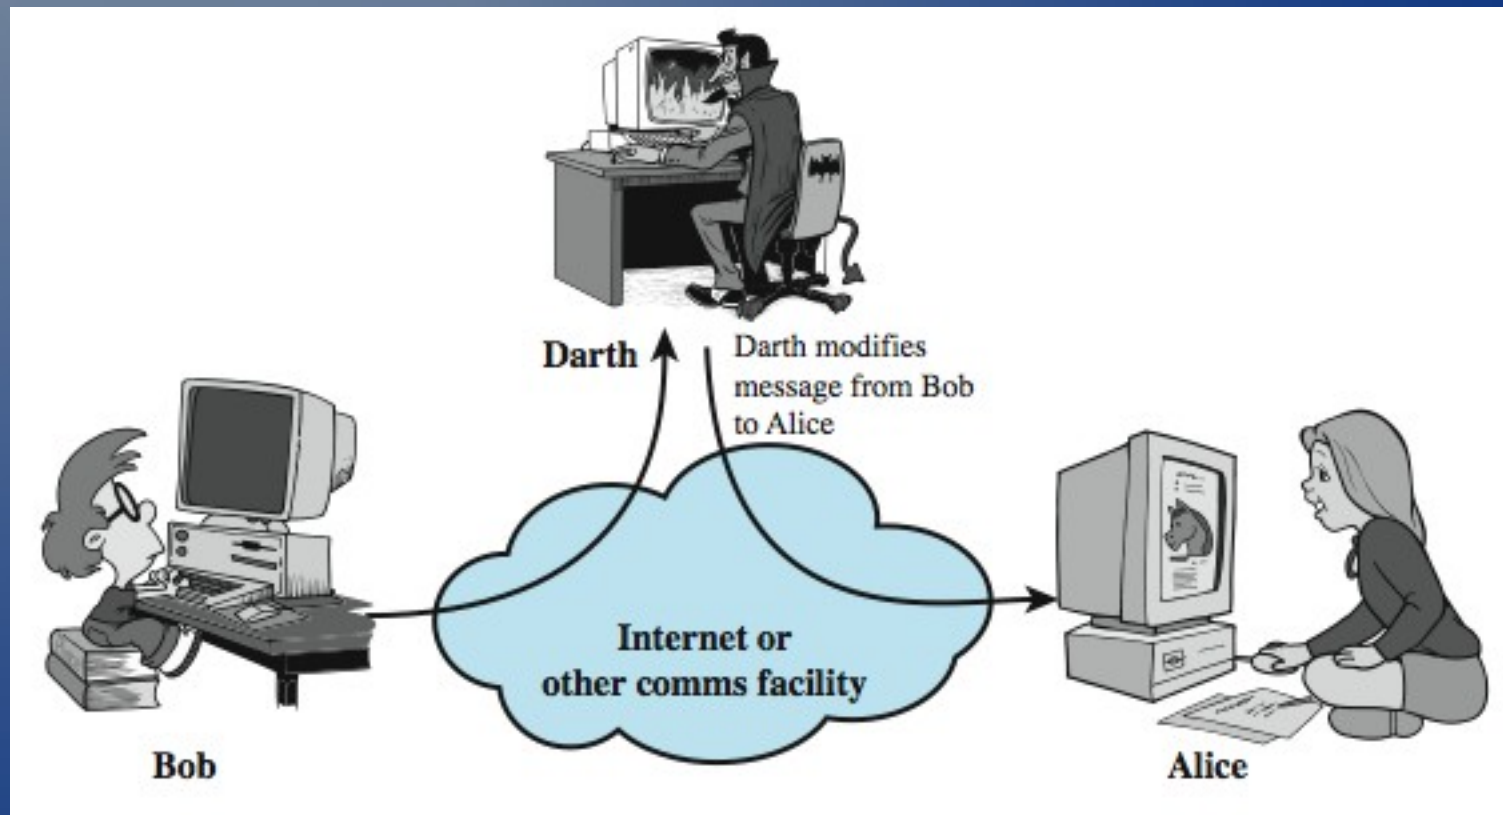 Darth
Darth modifies
message from Bob
to Alice
Internet or
other comms facility
Bob
Alice